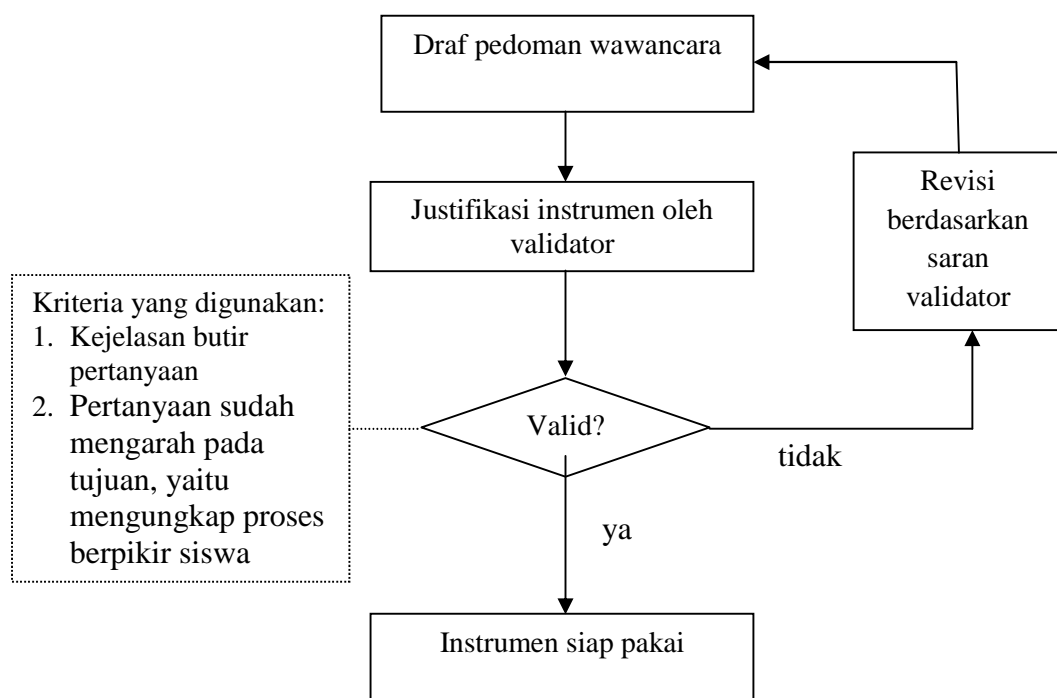 Draf pedoman wawancara
Justifikasi instrumen oleh
validator
Revisi
berdasarkan
saran
validator
Kriteria yang digunakan:
1. Kejelasan butir
pertanyaan
2. Pertanyaan sudah
mengarah pada
tujuan, yaitu
mengungkap proses
berpikir siswa
Valid?
tidak
ya
Instrumen siap pakai